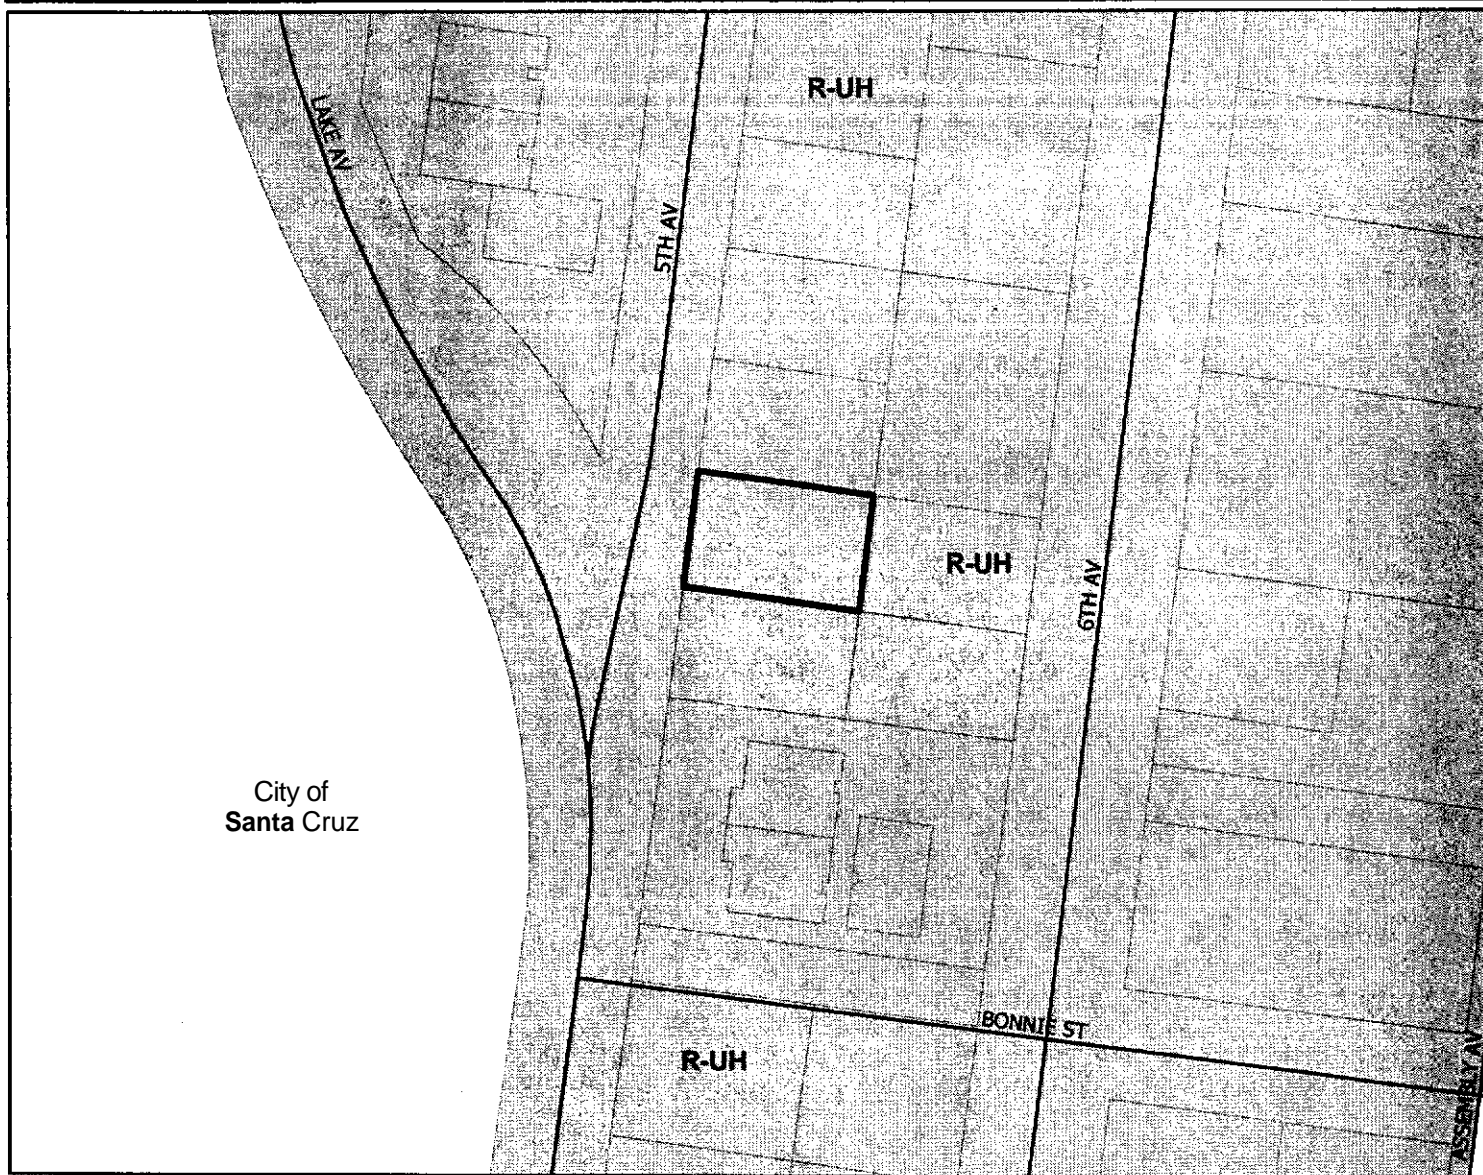 R-UH
LAKE AV
5TH AV
R-UH
6TH AV
City of
Santa Cruz
BONNIE ST
R-UH
ASSEMBLY AV